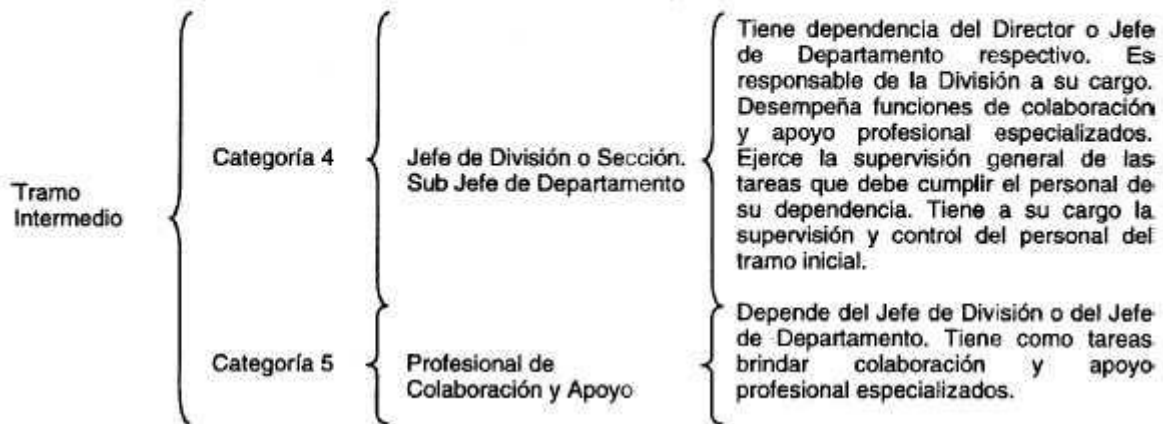 Tramo
Intermedio
Categoría 4
Jefe de División o Sección.
Sub Jefe de Departamento
Tiene dependencia del Director o Jefe
de Departamento respectivo. Es
responsable de la División a su cargo.
Desempeña funciones de colaboración
y apoyo profesional especializados.
Ejerce la supervisión general de las
tareas que debe cumplir el personal de
su dependencia. Tiene a su cargo la
supervisión y control del personal del
tramo inicial.
Categoría 5
Profesional de
Colaboración y Apoyo
Depende del Jefe de División o del Jefe
de Departamento. Tiene como tareas
brindar colaboración y apoyo
profesional especializados.